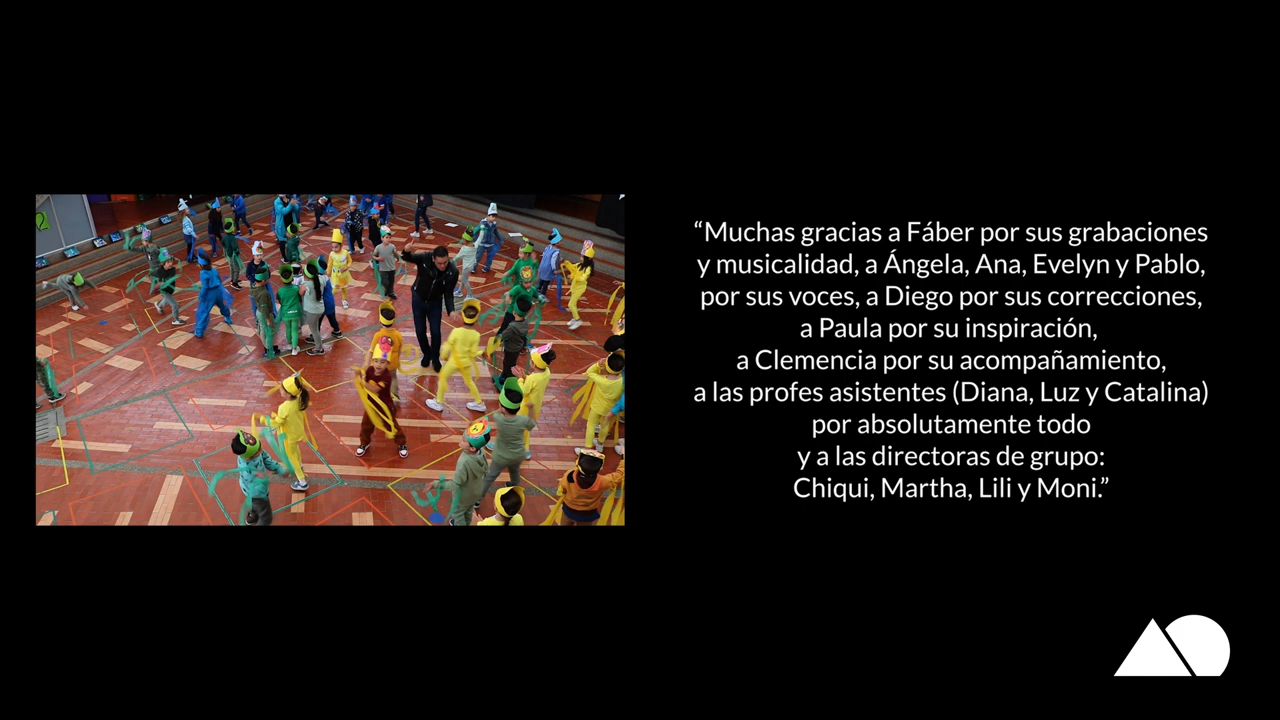 “Muchas gracias a Fáber por sus grabaciones
y musicalidad, a Ángela, Ana, Evelyn y Pablo,
por sus voces, a Diego por sus correcciones,
a Paula por su inspiración,
a Clemencia por su acompañamiento,
a las profes asistentes (Diana, Luz y Catalina)
por absolutamente todo
y a las directoras de grupo:
Chiqui, Martha, Lili y Moni.”